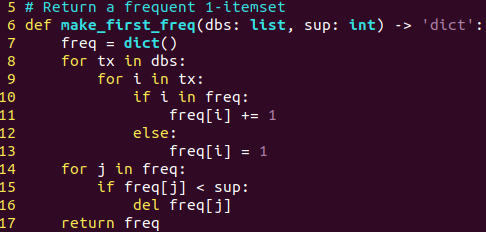 5 # Return a frequent 1-itemset
6 def make_first_freq(dbs: list, sup: int) -> 'dict':
7     freq = dict()
8     for tx in dbs:
9         for i in tx:
10             if i in freq:
11                 freq[i] += 1
12             else:
13                 freq[i] = 1
14     for j in freq:
15         if freq[j] < sup:
16             del freq[j]
17     return freq